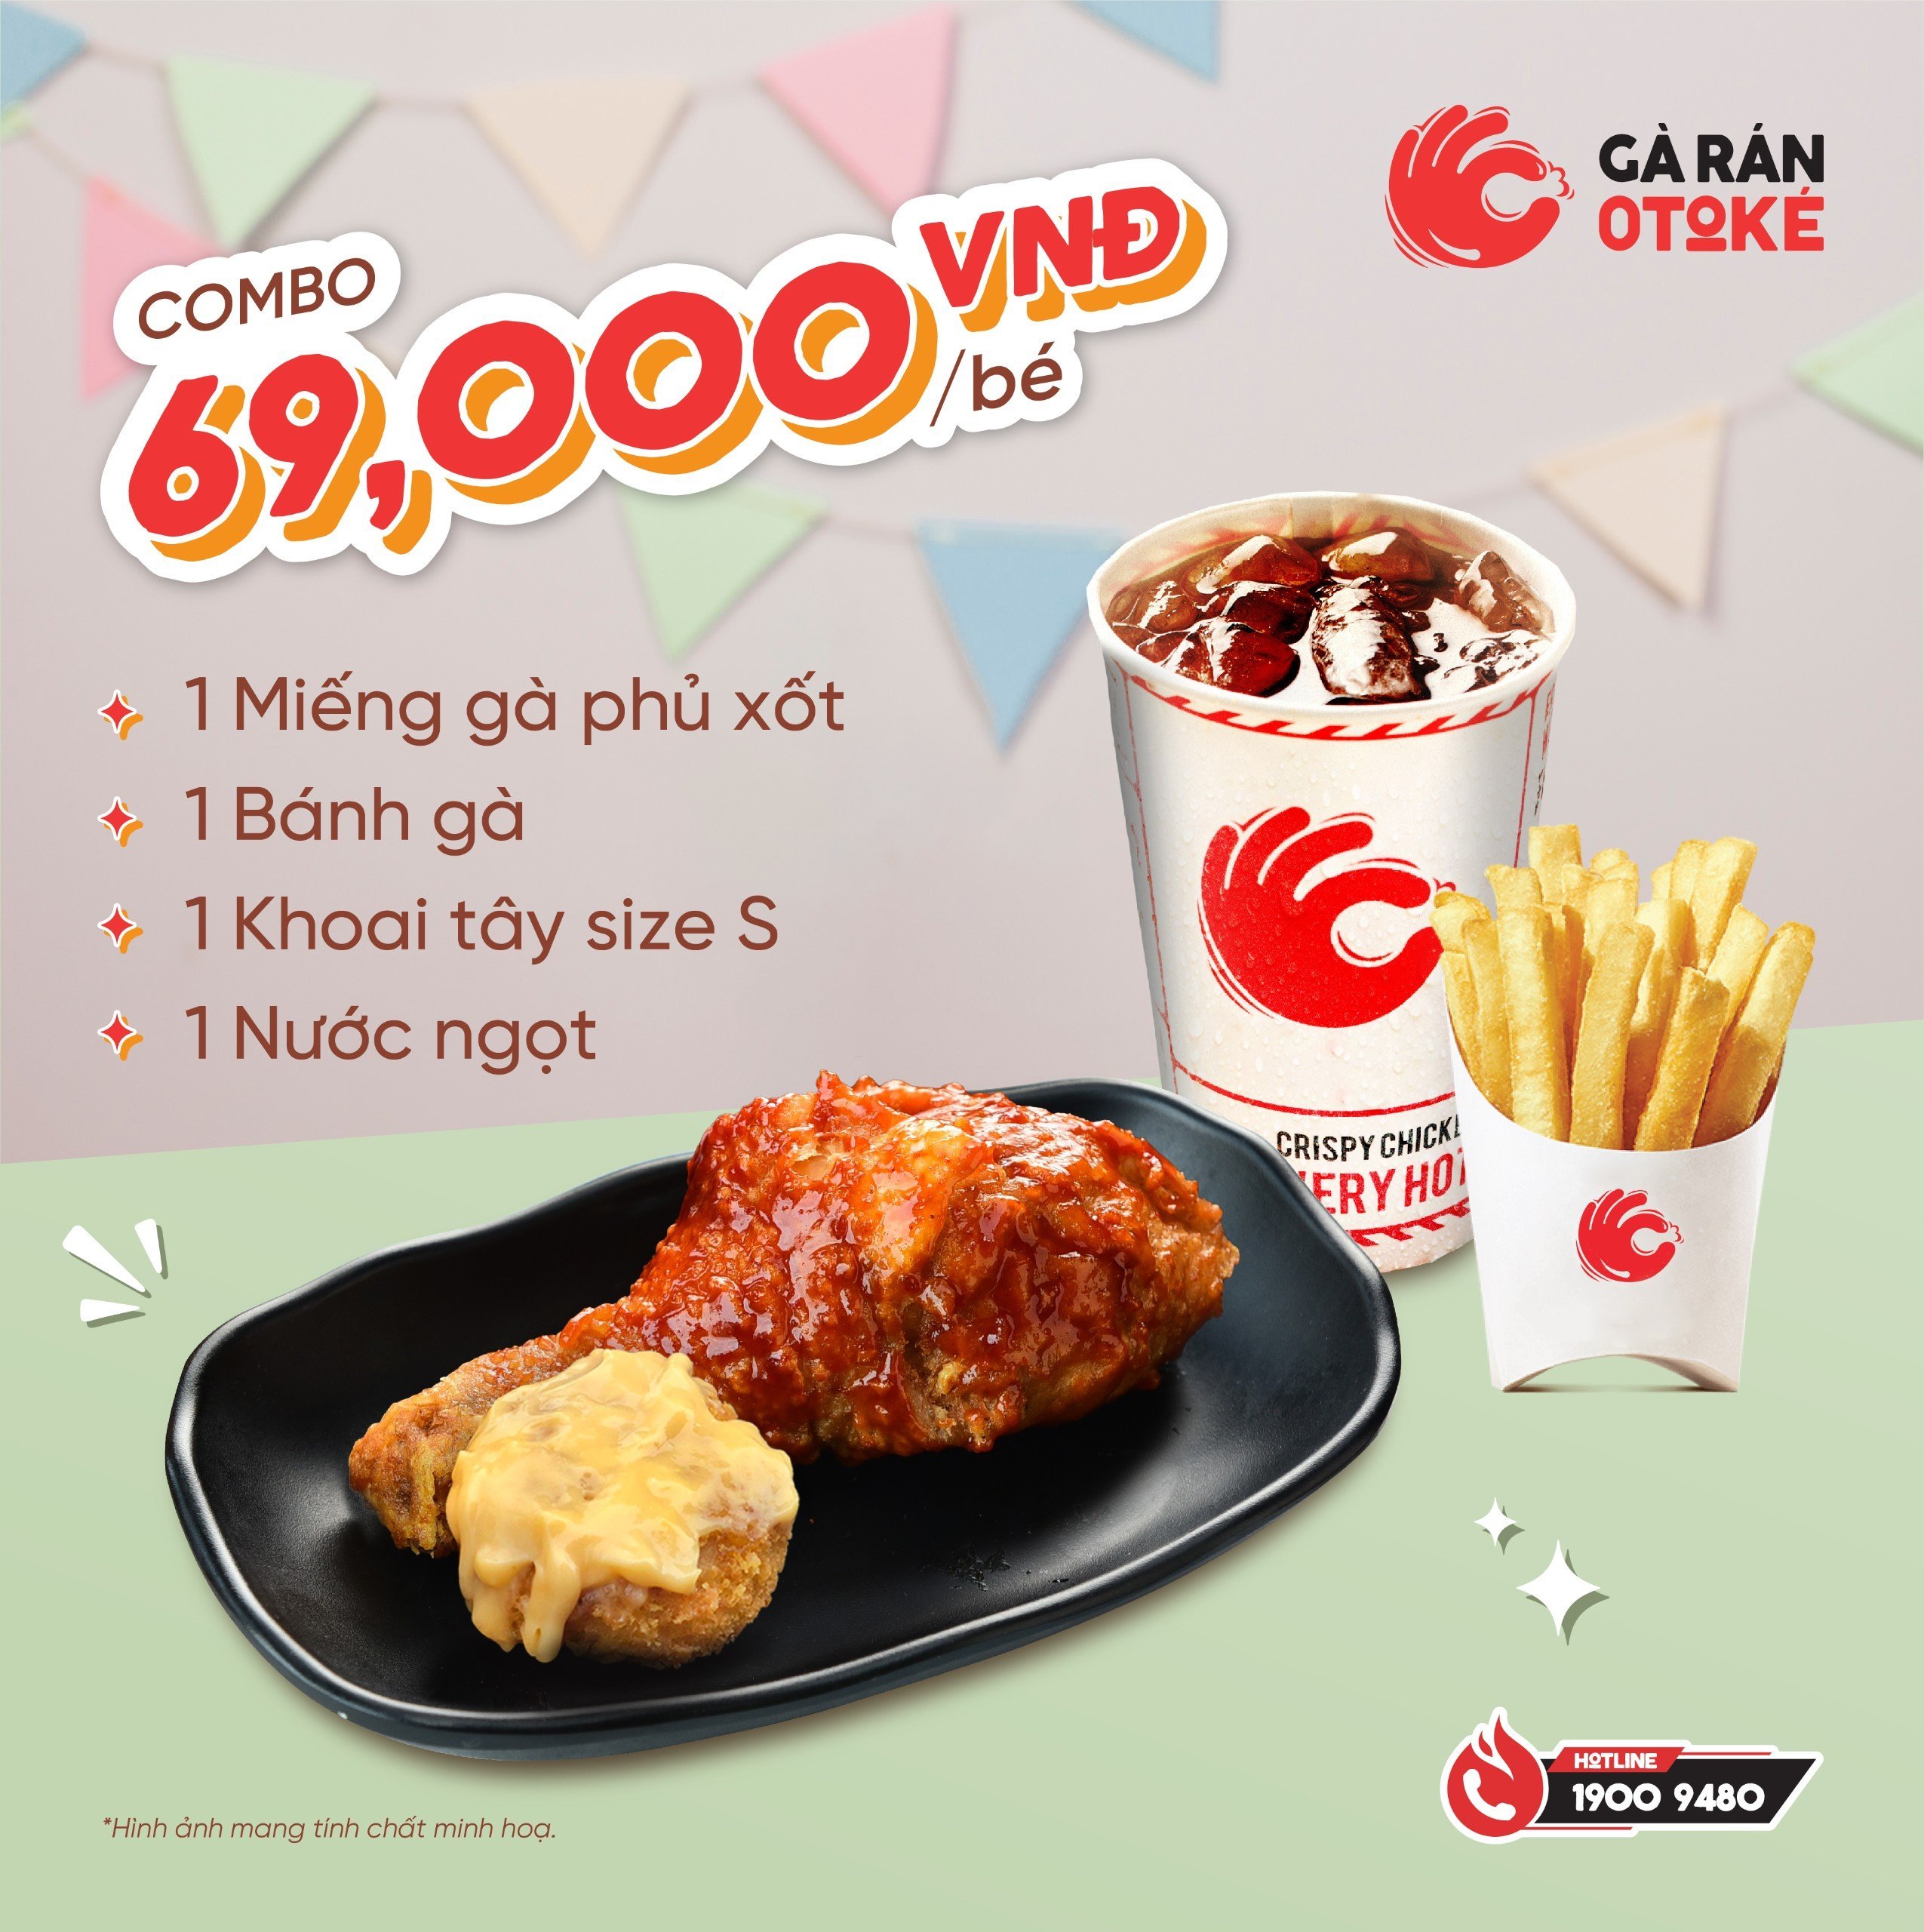 GÀ RÁN
OTOKÉ
COMBO
69,000 VNĐ
/bé
1 Miếng gà phủ xốt
1 Bánh gà
1 Khoai tây size S
1 Nước ngọt
CRISPY
HOTLINE
1900 9480
*Hình ảnh mang tính chất minh hoạ.